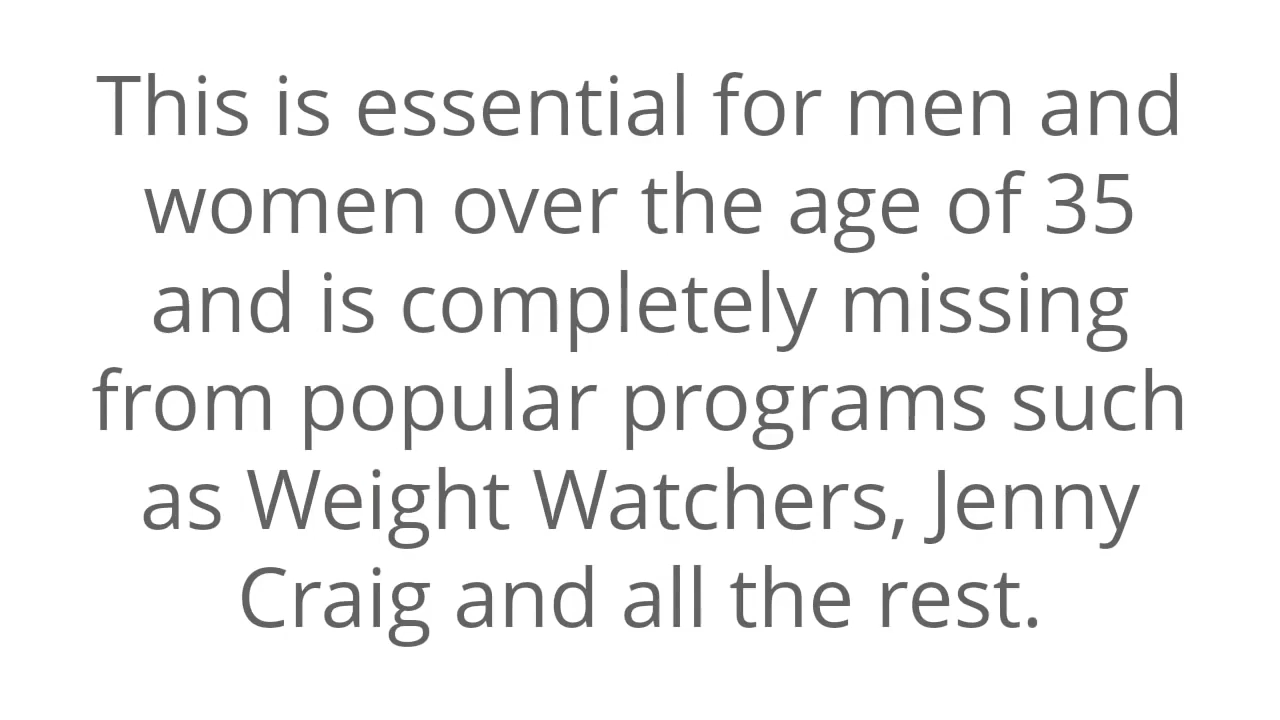 This is essential for men and
women over the age of 35
and is completely missing
from popular programs such
as Weight Watchers, Jenny
Craig and all the rest.